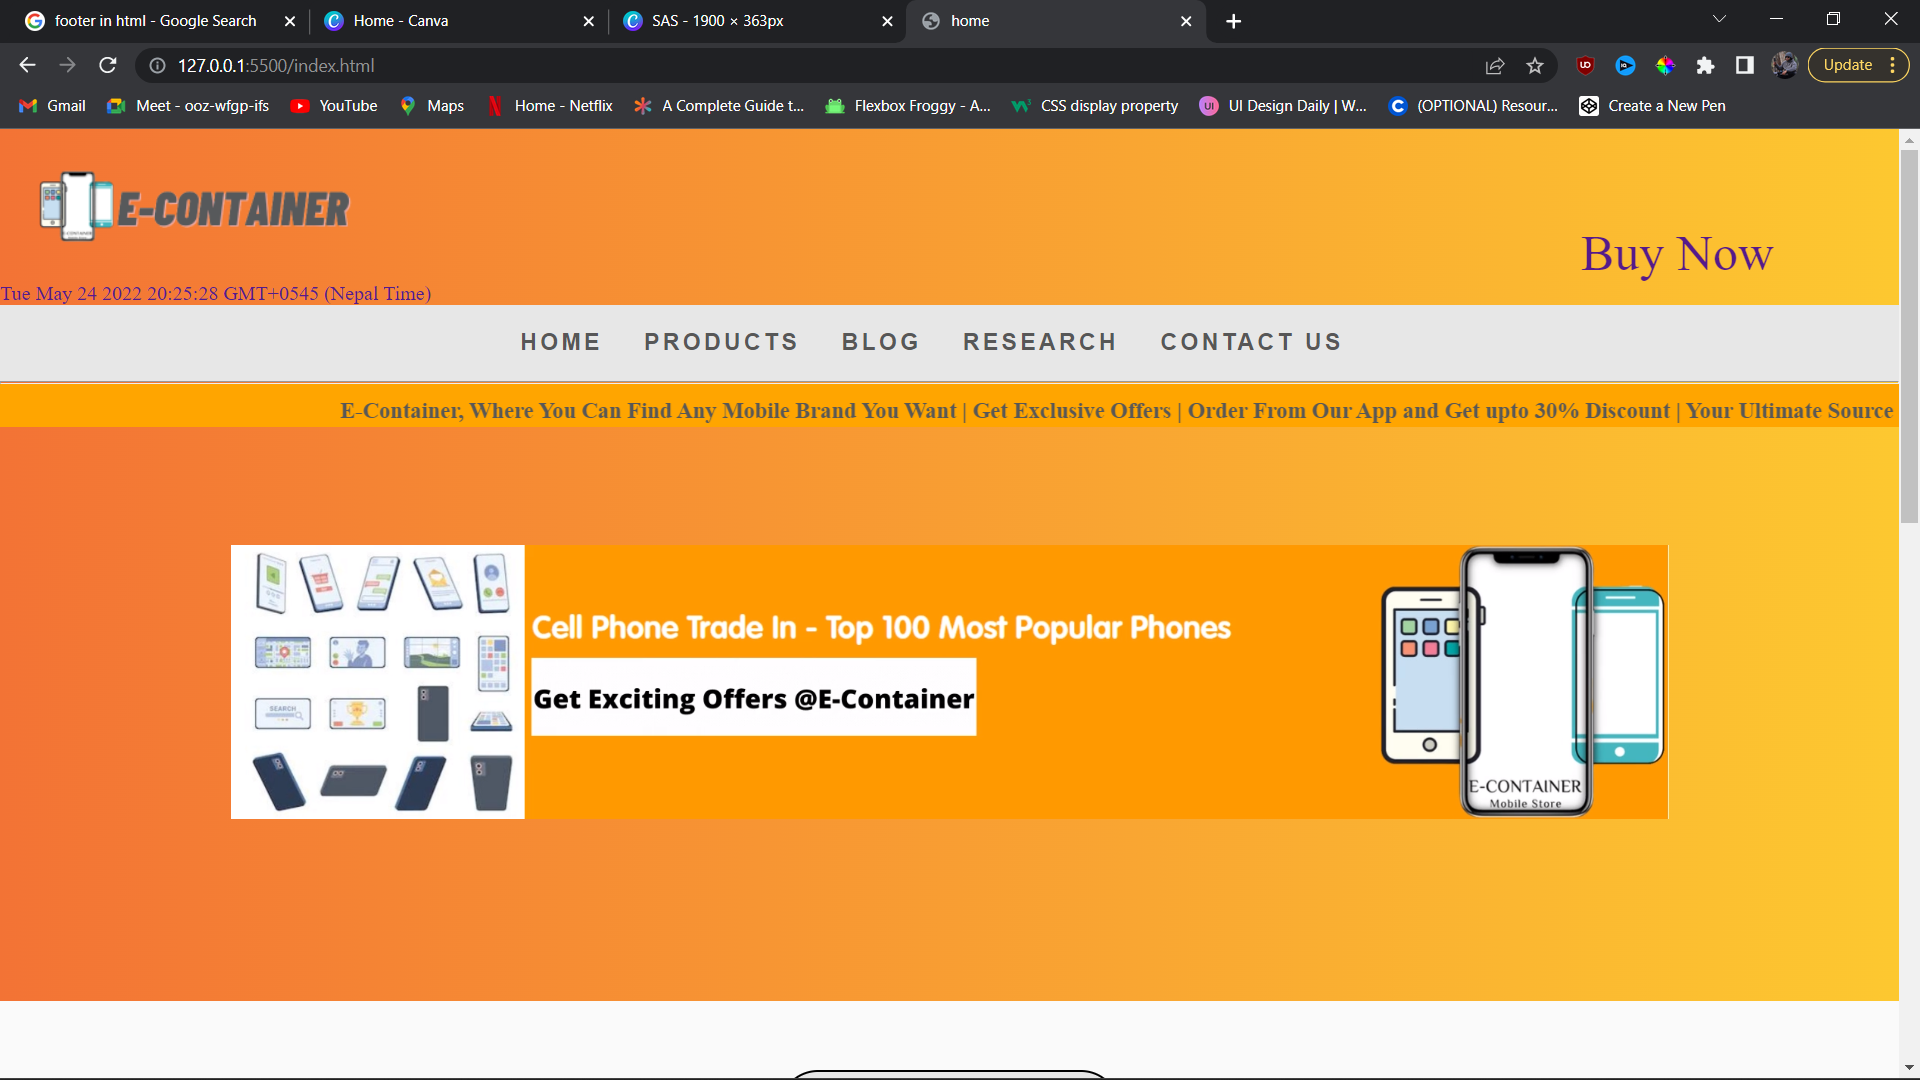 footer in html - Google Search
Home - Canva
SAS - 1900 × 363px
home
127.0.0.1:5500/index.html
Update
Gmail
Meet - ooz-wfgp-ifs
YouTube
Maps
Home - Netflix
A Complete Guide t...
Flexbox Froggy - A...
CSS display property
UI Design Daily | W...
(OPTIONAL) Resour...
Create a New Pen
E-CONTAINER
Buy Now
Tue May 24 2022 20:25:28 GMT+0545 (Nepal Time)
HOME PRODUCTS BLOG RESEARCH CONTACT US
E-Container, Where You Can Find Any Mobile Brand You Want | Get Exclusive Offers | Order From Our App and Get upto 30% Discount | Your Ultimate Source
Cell Phone Trade In - Top 100 Most Popular Phones
Get Exciting Offers @E-Container
SEARCH
E-CONTAINER
Mobile Store